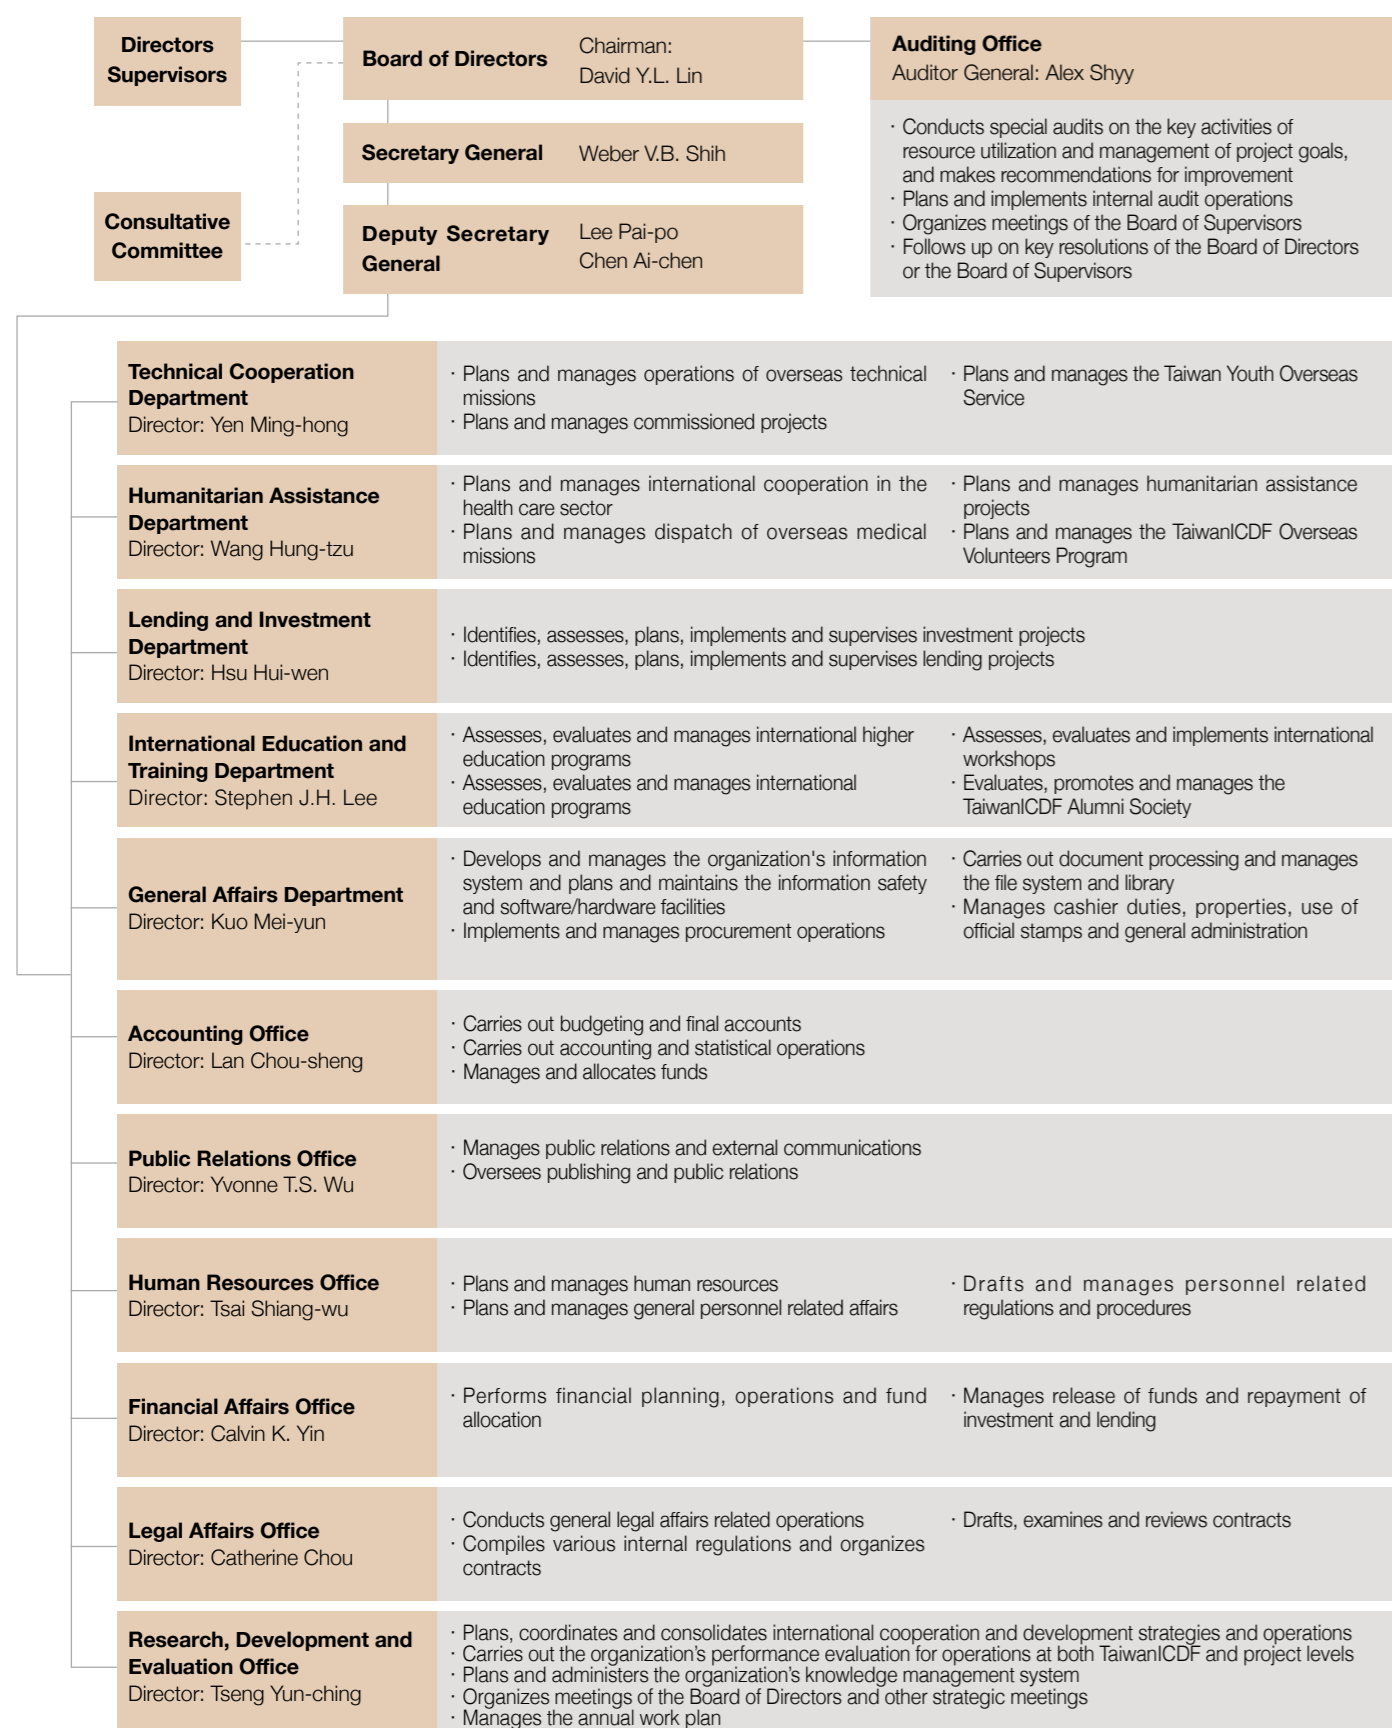 Directors
Supervisors
Board of Directors
Chairman:
David Y.L. Lin
Auditing Office
Auditor General: Alex Shyy
· Conducts special audits on the key activities of
resource utilization and management of project goals,
and makes recommendations for improvement
· Plans and implements internal audit operations
· Organizes meetings of the Board of Supervisors
· Follows up on key resolutions of the Board of Directors
or the Board of Supervisors
Secretary General
Weber V.B. Shih
Consultative
Committee
Deputy Secretary
General
Lee Pai-po
Chen Ai-chen
Technical Cooperation
Department
Director: Yen Ming-hong
· Plans and manages operations of overseas technical
missions
· Plans and manages commissioned projects
· Plans and manages the Taiwan Youth Overseas
Service
Humanitarian Assistance
Department
Director: Wang Hung-tzu
· Plans and manages international cooperation in the
health care sector
· Plans and manages dispatch of overseas medical
missions
· Plans and manages humanitarian assistance
projects
· Plans and manages the TaiwanICDF Overseas
Volunteers Program
Lending and Investment
Department
Director: Hsu Hui-wen
· Identifies, assesses, plans, implements and supervises investment projects
· Identifies, assesses, plans, implements and supervises lending projects
International Education and
Training Department
Director: Stephen J.H. Lee
· Assesses, evaluates and manages international higher
education programs
· Assesses, evaluates and manages international
education programs
· Assesses, evaluates and implements international
workshops
· Evaluates, promotes and manages the
TaiwanICDF Alumni Society
General Affairs Department
Director: Kuo Mei-yun
· Develops and manages the organization's information
system and plans and maintains the information safety
and software/hardware facilities
· Implements and manages procurement operations
· Carries out document processing and manages
the file system and library
· Manages cashier duties, properties, use of
official stamps and general administration
Accounting Office
Director: Lan Chou-sheng
· Carries out budgeting and final accounts
· Carries out accounting and statistical operations
· Manages and allocates funds
Public Relations Office
Director: Yvonne T.S. Wu
· Manages public relations and external communications
· Oversees publishing and public relations
Human Resources Office
Director: Tsai Shiang-wu
· Plans and manages human resources
· Plans and manages general personnel related affairs
· Drafts and manages personnel related
regulations and procedures
Financial Affairs Office
Director: Calvin K. Yin
· Performs financial planning, operations and fund
allocation
· Manages release of funds and repayment of
investment and lending
Legal Affairs Office
Director: Catherine Chou
· Conducts general legal affairs related operations
· Compiles various internal regulations and organizes
contracts
· Drafts, examines and reviews contracts
Research, Development and
Evaluation Office
Director: Tseng Yun-ching
· Plans, coordinates and consolidates international cooperation and development strategies and operations
· Carries out the organization’s performance evaluation for operations at both TaiwanICDF and project levels
· Plans and administers the organization’s knowledge management system
· Organizes meetings of the Board of Directors and other strategic meetings
· Manages the annual work plan